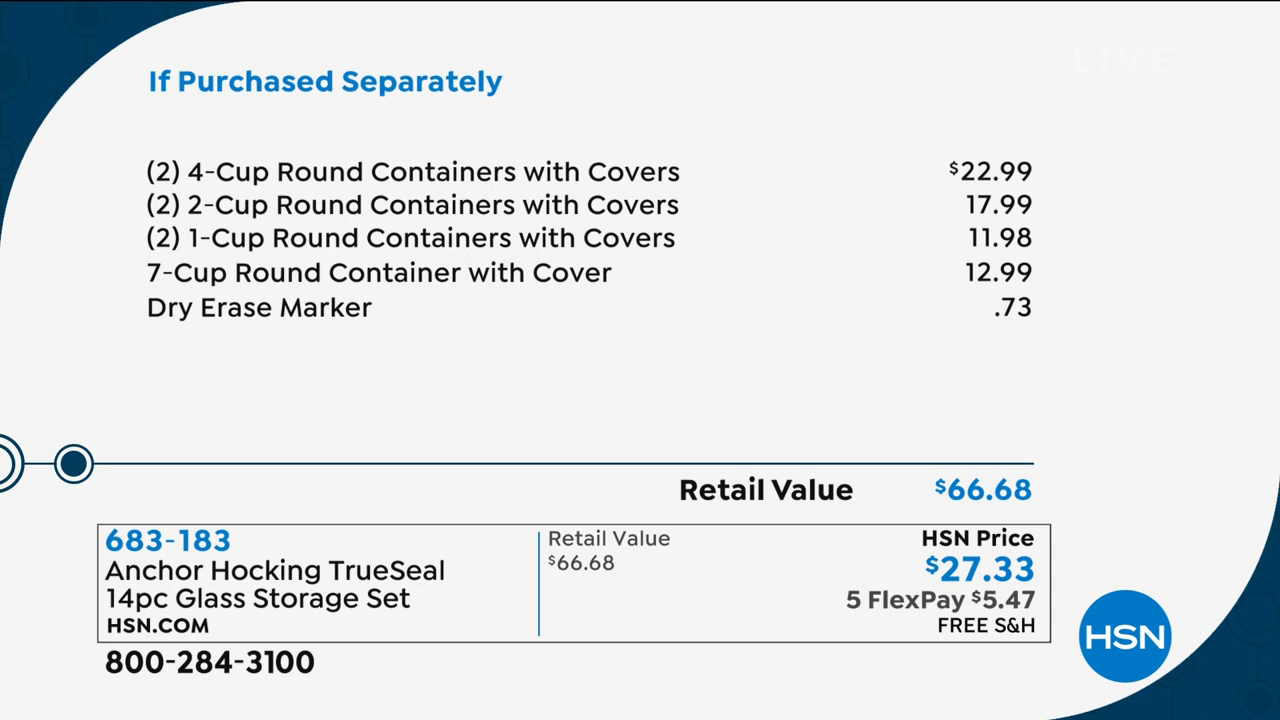 LIVE
If Purchased Separately
(2) 4-Cup Round Containers with Covers $22.99
(2) 2-Cup Round Containers with Covers 17.99
(2) 1-Cup Round Containers with Covers 11.98
7-Cup Round Container with Cover 12.99
Dry Erase Marker .73
Retail Value $66.68
683-183
Anchor Hocking TrueSeal
14pc Glass Storage Set
HSN.COM
Retail Value
$66.68
HSN Price
$27.33
5 FlexPay $5.47
FREE S&H
800-284-3100
HSN